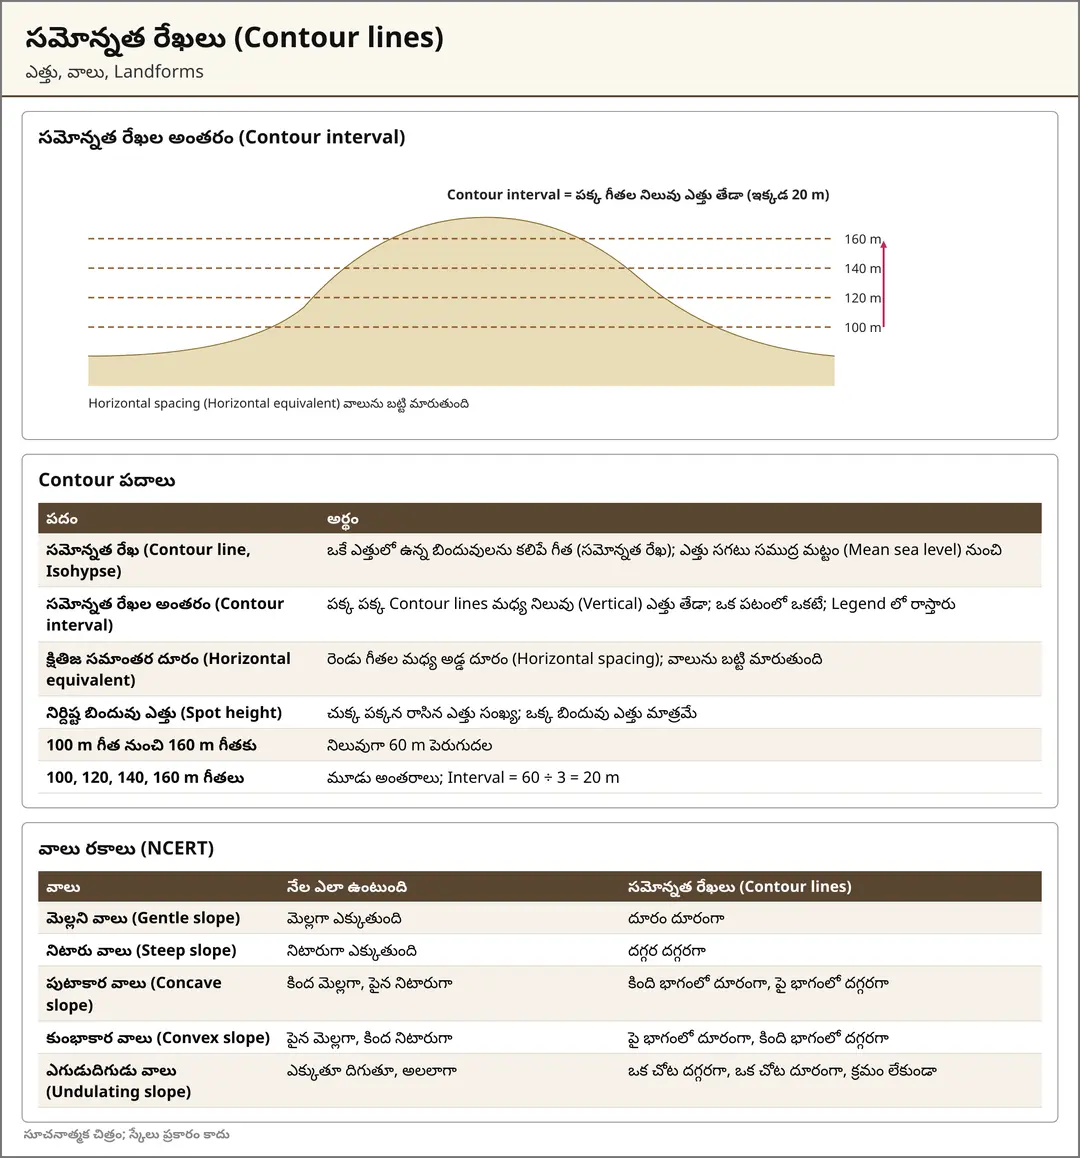 సమోన్నత రేఖలు (Contour lines)
ఎత్తు, వాలు, Landforms
సమోన్నత రేఖల అంతరం (Contour interval)
Contour interval = పక్క గీతల నిలువు ఎత్తు తేడా (ఇక్కడ 20 m)
160 m
140 m
120 m
100 m
Horizontal spacing (Horizontal equivalent) వాలును బట్టి మారుతుంది
Contour పదాలు
పదం అర్థం
సమోన్నత రేఖ (Contour line, ఒకే ఎత్తులో ఉన్న బిందువులను కలిపే గీత (సమోన్నత రేఖ); ఎత్తు సగటు సముద్ర మట్టం (Mean sea level) నుంచి
Isohypse)
సమోన్నత రేఖల అంతరం (Contour పక్క పక్క Contour lines మధ్య నిలువు (Vertical) ఎత్తు తేడా; ఒక పటంలో ఒకటే; Legend లో రాస్తారు
interval)
క్షితిజ సమాంతర దూరం (Horizontal రెండు గీతల మధ్య అడ్డ దూరం (Horizontal spacing); వాలును బట్టి మారుతుంది
equivalent)
నిర్దిష్ట బిందువు ఎత్తు (Spot height) చుక్క పక్కన రాసిన ఎత్తు సంఖ్య; ఒక్క బిందువు ఎత్తు మాత్రమే
100 m గీత నుంచి 160 m గీతకు నిలువుగా 60 m పెరుగుదల
100, 120, 140, 160 m గీతలు మూడు అంతరాలు; Interval = 60 ÷ 3 = 20 m
వాలు రకాలు (NCERT)
వాలు నేల ఎలా ఉంటుంది సమోన్నత రేఖలు (Contour lines)
మెల్లని వాలు (Gentle slope) మెల్లగా ఎక్కుతుంది దూరం దూరంగా
నిటారు వాలు (Steep slope) నిటారుగా ఎక్కుతుంది దగ్గర దగ్గరగా
పుటాకార వాలు (Concave కింద మెల్లగా, పైన నిటారుగా కింది భాగంలో దూరంగా, పై భాగంలో దగ్గరగా
slope)
కుంభాకార వాలు (Convex slope) పైన మెల్లగా, కింద నిటారుగా పై భాగంలో దూరంగా, కింది భాగంలో దగ్గరగా
ఎగుడుదిగుడు వాలు ఎక్కుతూ దిగుతూ, అలలాగా ఒక చోట దగ్గరగా, ఒక చోట దూరంగా, క్రమం లేకుండా
(Undulating slope)
సూచనాత్మక చిత్రం; స్కేలు ప్రకారం కాదు